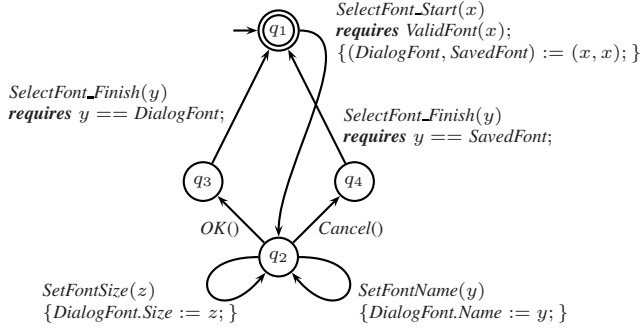 SelectFont_Start(x)
requires ValidFont(x);
{(DialogFont, SavedFont) := (x, x); }
q1
SelectFont_Finish(y)
requires y == DialogFont;
SelectFont_Finish(y)
requires y == SavedFont;
q3
q4
OK()
Cancel()
q2
SetFontSize(z)
{DialogFont.Size := z; }
SetFontName(y)
{DialogFont.Name := y; }